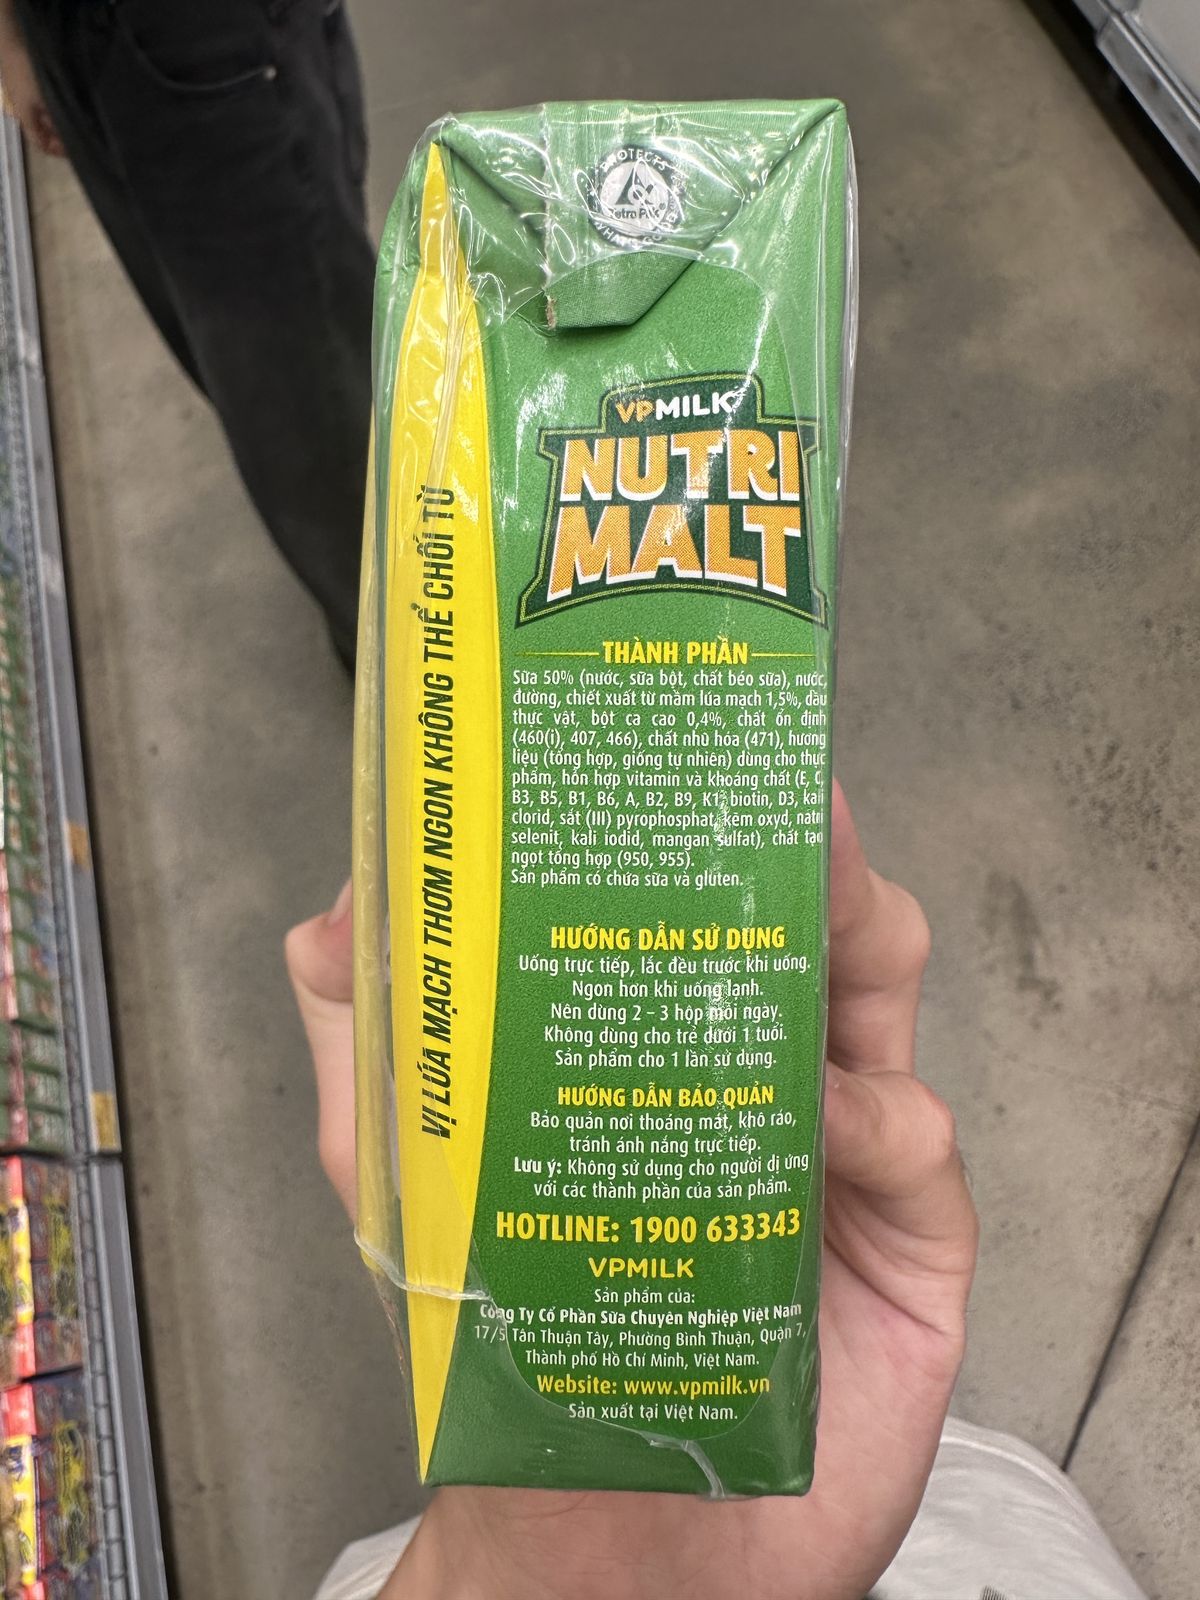 PROTECTS
Tetra Pak®
WHAT'S GOOD
VPMILK
NUTRI
MALT
THÀNH PHẦN
Sữa 50% (nước, sữa bột, chất béo sữa), nước,
đường, chiết xuất từ mầm lúa mạch 1,5%, dầu
thực vật, bột ca cao 0,4%, chất ổn định
(460(i), 407, 466), chất nhũ hóa (471), hương
liệu (tổng hợp, giống tự nhiên) dùng cho thực
phẩm, hỗn hợp vitamin và khoáng chất (E, C,
B3, B5, B1, B6, A, B2, B9, K1, biotin, D3, kali
clorid, sắt (III) pyrophosphat, kẽm oxyd, natri
selenit, kali iodid, mangan sulfat), chất tạo
ngọt tổng hợp (950, 955).
Sản phẩm có chứa sữa và gluten.
HƯỚNG DẪN SỬ DỤNG
Uống trực tiếp, lắc đều trước khi uống.
Ngon hơn khi uống lạnh.
Nên dùng 2 - 3 hộp mỗi ngày.
Không dùng cho trẻ dưới 1 tuổi.
Sản phẩm cho 1 lần sử dụng.
HƯỚNG DẪN BẢO QUẢN
Bảo quản nơi thoáng mát, khô ráo,
tránh ánh nắng trực tiếp.
Lưu ý: Không sử dụng cho người dị ứng
với các thành phần của sản phẩm.
HOTLINE: 1900 633343
VPMILK
Sản phẩm của:
Công Ty Cổ Phần Sữa Chuyên Nghiệp Việt Nam
17/5 Tân Thuận Tây, Phường Bình Thuận, Quận 7,
Thành phố Hồ Chí Minh, Việt Nam.
Website: www.vpmilk.vn
Sản xuất tại Việt Nam.
VỊ LÚA MẠCH THƠM NGON KHÔNG THỂ CHỐI TỪ